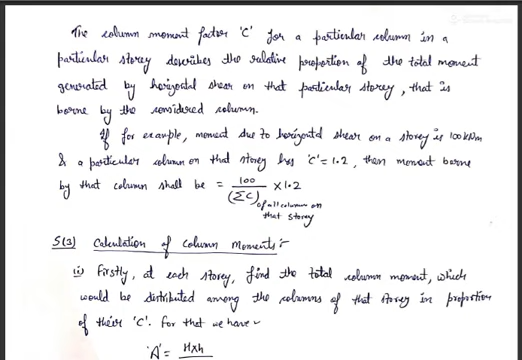 The column moment factor 'C' for a particular column in a
particular storey describes the relative proportion of the total moment
generated by horizontal shear on that particular storey, that is
borne by the considered column.
If for example, moment due to horizontal shear on a storey is 100 kNm
& a particular column on that storey has 'C' = 1.2, then moment borne
by that column shall be = 100/(ΣC) of all columns on that storey × 1.2
S(3) Calculation of Column Moments:-
(i) Firstly, at each storey, find the total column moment, which
would be distributed among the columns of that storey in proportion
of their 'C'. For that we have
'A' = H×h